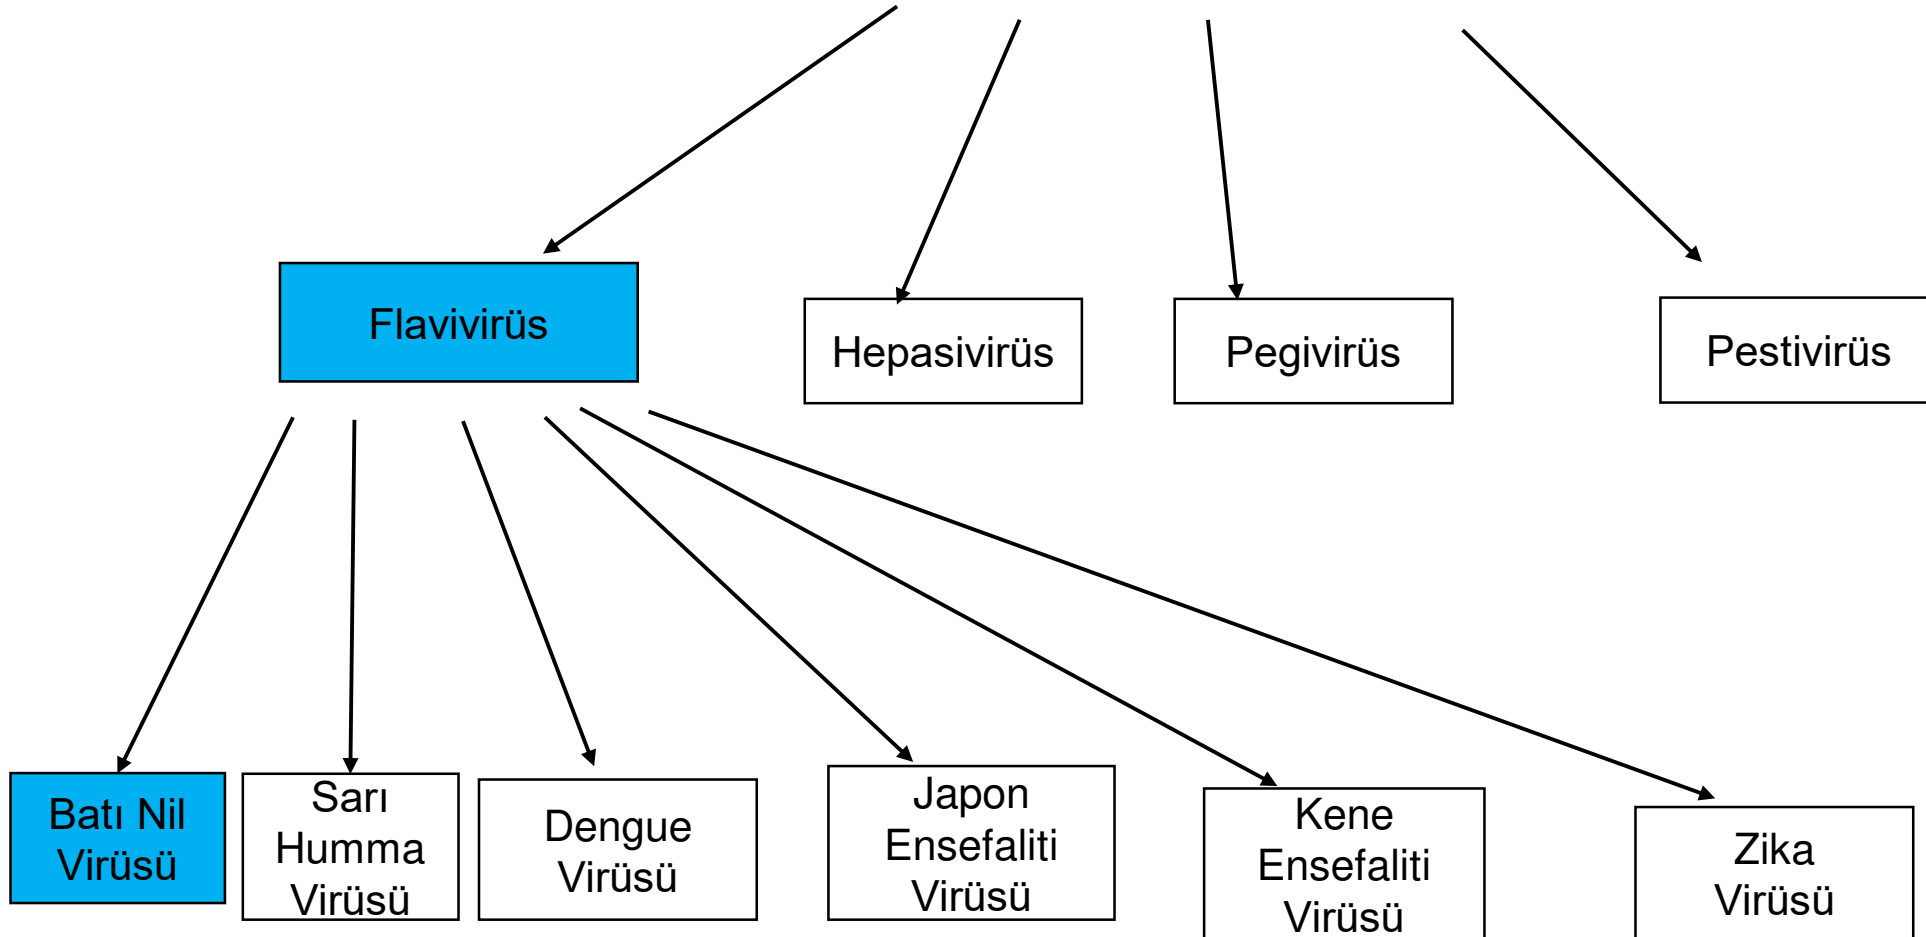 Flavivirüs
Hepasivirüs
Pegivirüs
Pestivirüs
Batı Nil
Virüsü
Sarı
Humma
Virüsü
Dengue
Virüsü
Japon
Ensefaliti
Virüsü
Kene
Ensefaliti
Virüsü
Zika
Virüsü